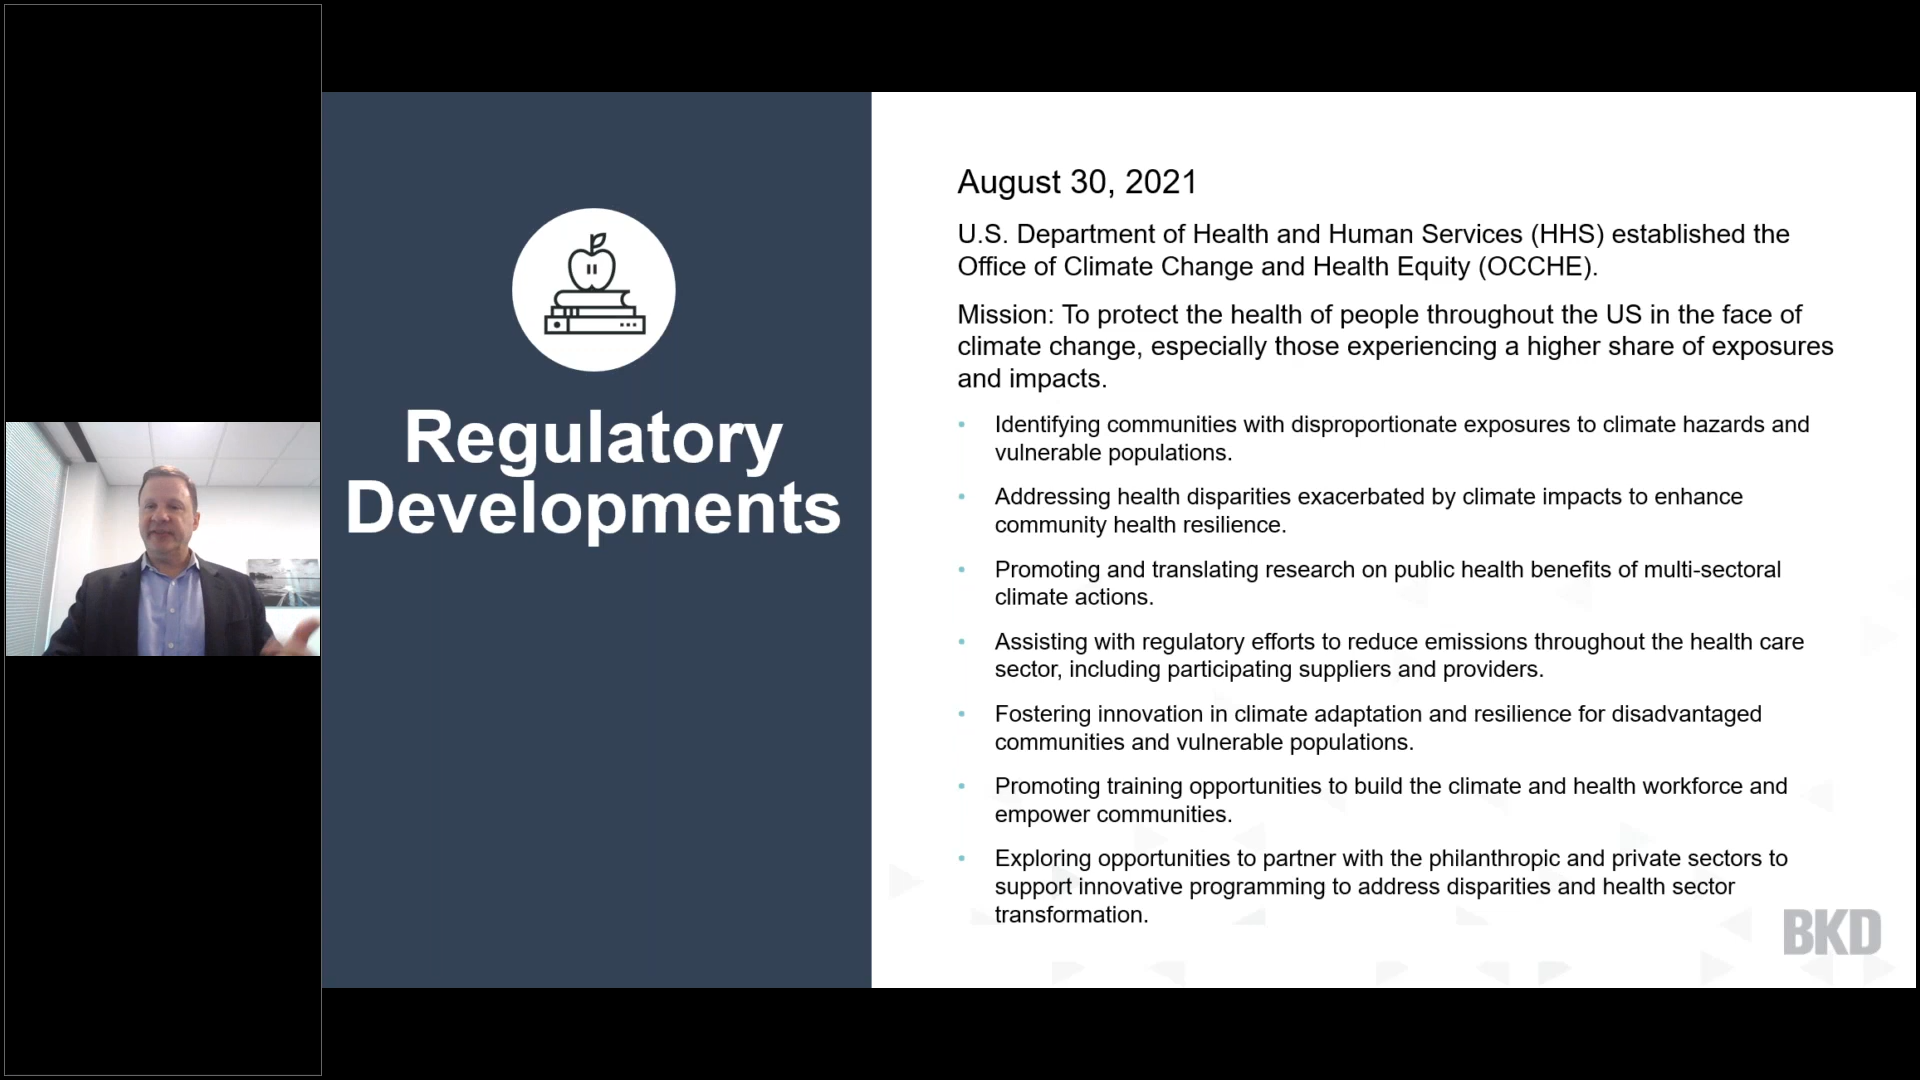 Regulatory
Developments
August 30, 2021
U.S. Department of Health and Human Services (HHS) established the
Office of Climate Change and Health Equity (OCCHE).
Mission: To protect the health of people throughout the US in the face of
climate change, especially those experiencing a higher share of exposures
and impacts.
• Identifying communities with disproportionate exposures to climate hazards and
vulnerable populations.
• Addressing health disparities exacerbated by climate impacts to enhance
community health resilience.
• Promoting and translating research on public health benefits of multi-sectoral
climate actions.
• Assisting with regulatory efforts to reduce emissions throughout the health care
sector, including participating suppliers and providers.
• Fostering innovation in climate adaptation and resilience for disadvantaged
communities and vulnerable populations.
• Promoting training opportunities to build the climate and health workforce and
empower communities.
• Exploring opportunities to partner with the philanthropic and private sectors to
support innovative programming to address disparities and health sector
transformation.
BKD